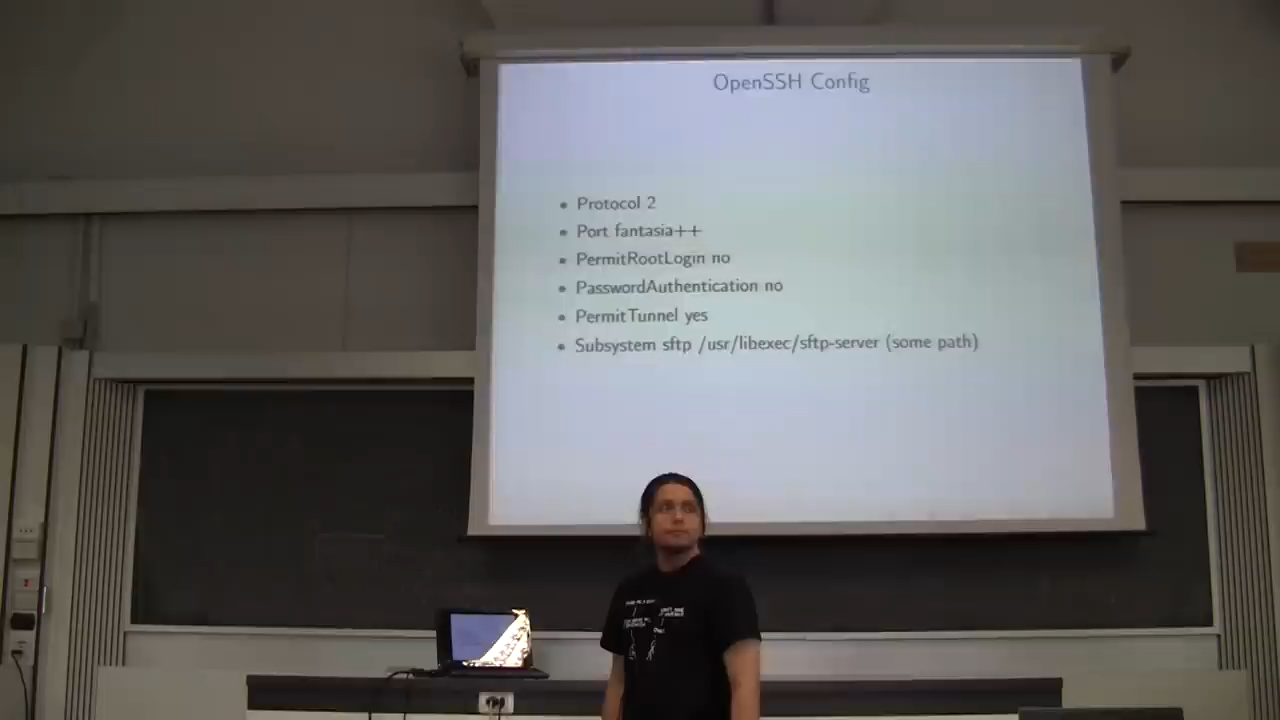 OpenSSH Config
• Protocol 2
• Port fantasia++
• PermitRootLogin no
• PasswordAuthentication no
• PermitTunnel yes
• Subsystem sftp /usr/libexec/sftp-server (some path)